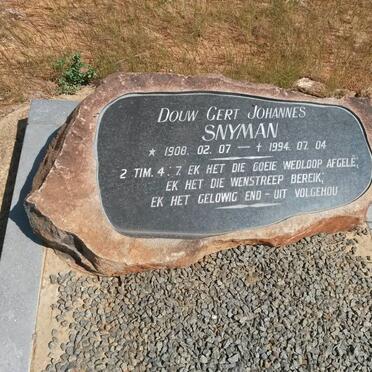 DOUW GERT JOHANNES
SNYMAN
* 1908. 02. 07 — † 1994. 07. 04
2 TIM. 4: 7. EK HET DIE GOEIE WEDLOOP AFGELÊ;
EK HET DIE WENSTREEP BEREIK;
EK HET GELOWIG END - UIT VOLGEHOU